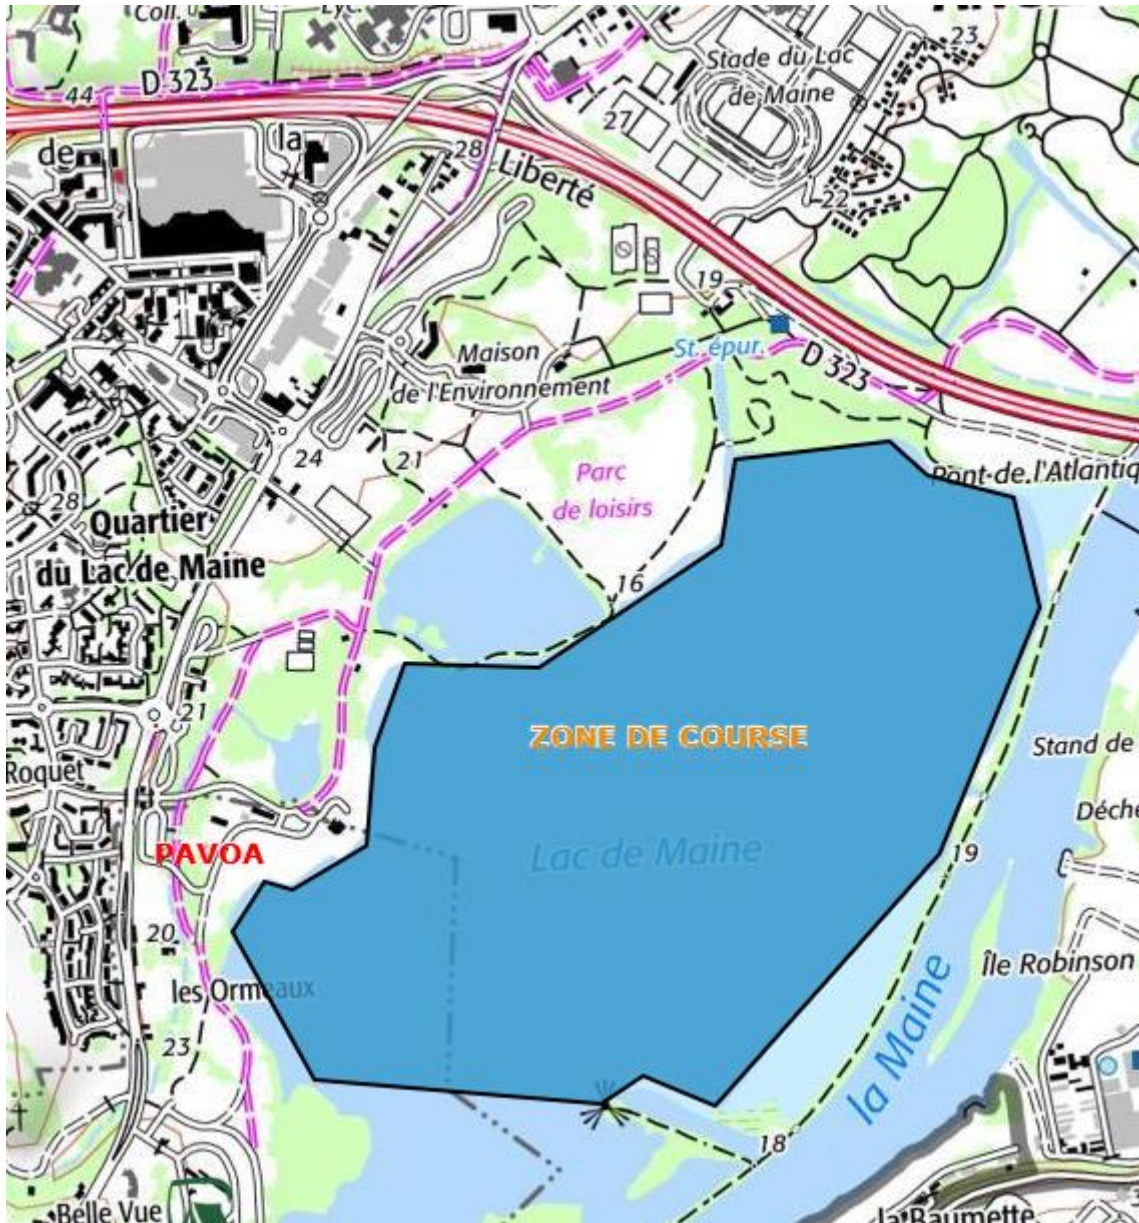 Coll.
Lyc.
23
Stade du Lac
de Maine
44
D 323
27
de
la
28
Liberté
22
19
Maison
de l'Environnement
St. épur.
D 323
24
21
Parc
de loisirs
Pont-de l'Atlantiq
28
Quartier
du Lac de Maine
16
21
ZONE DE COURSE
Stand de
Roquet
Déche
PAVOA
Lac de Maine
19
20
Île Robinson
les Ormeaux
23
la Maine
18
Belle Vue
la Baumette